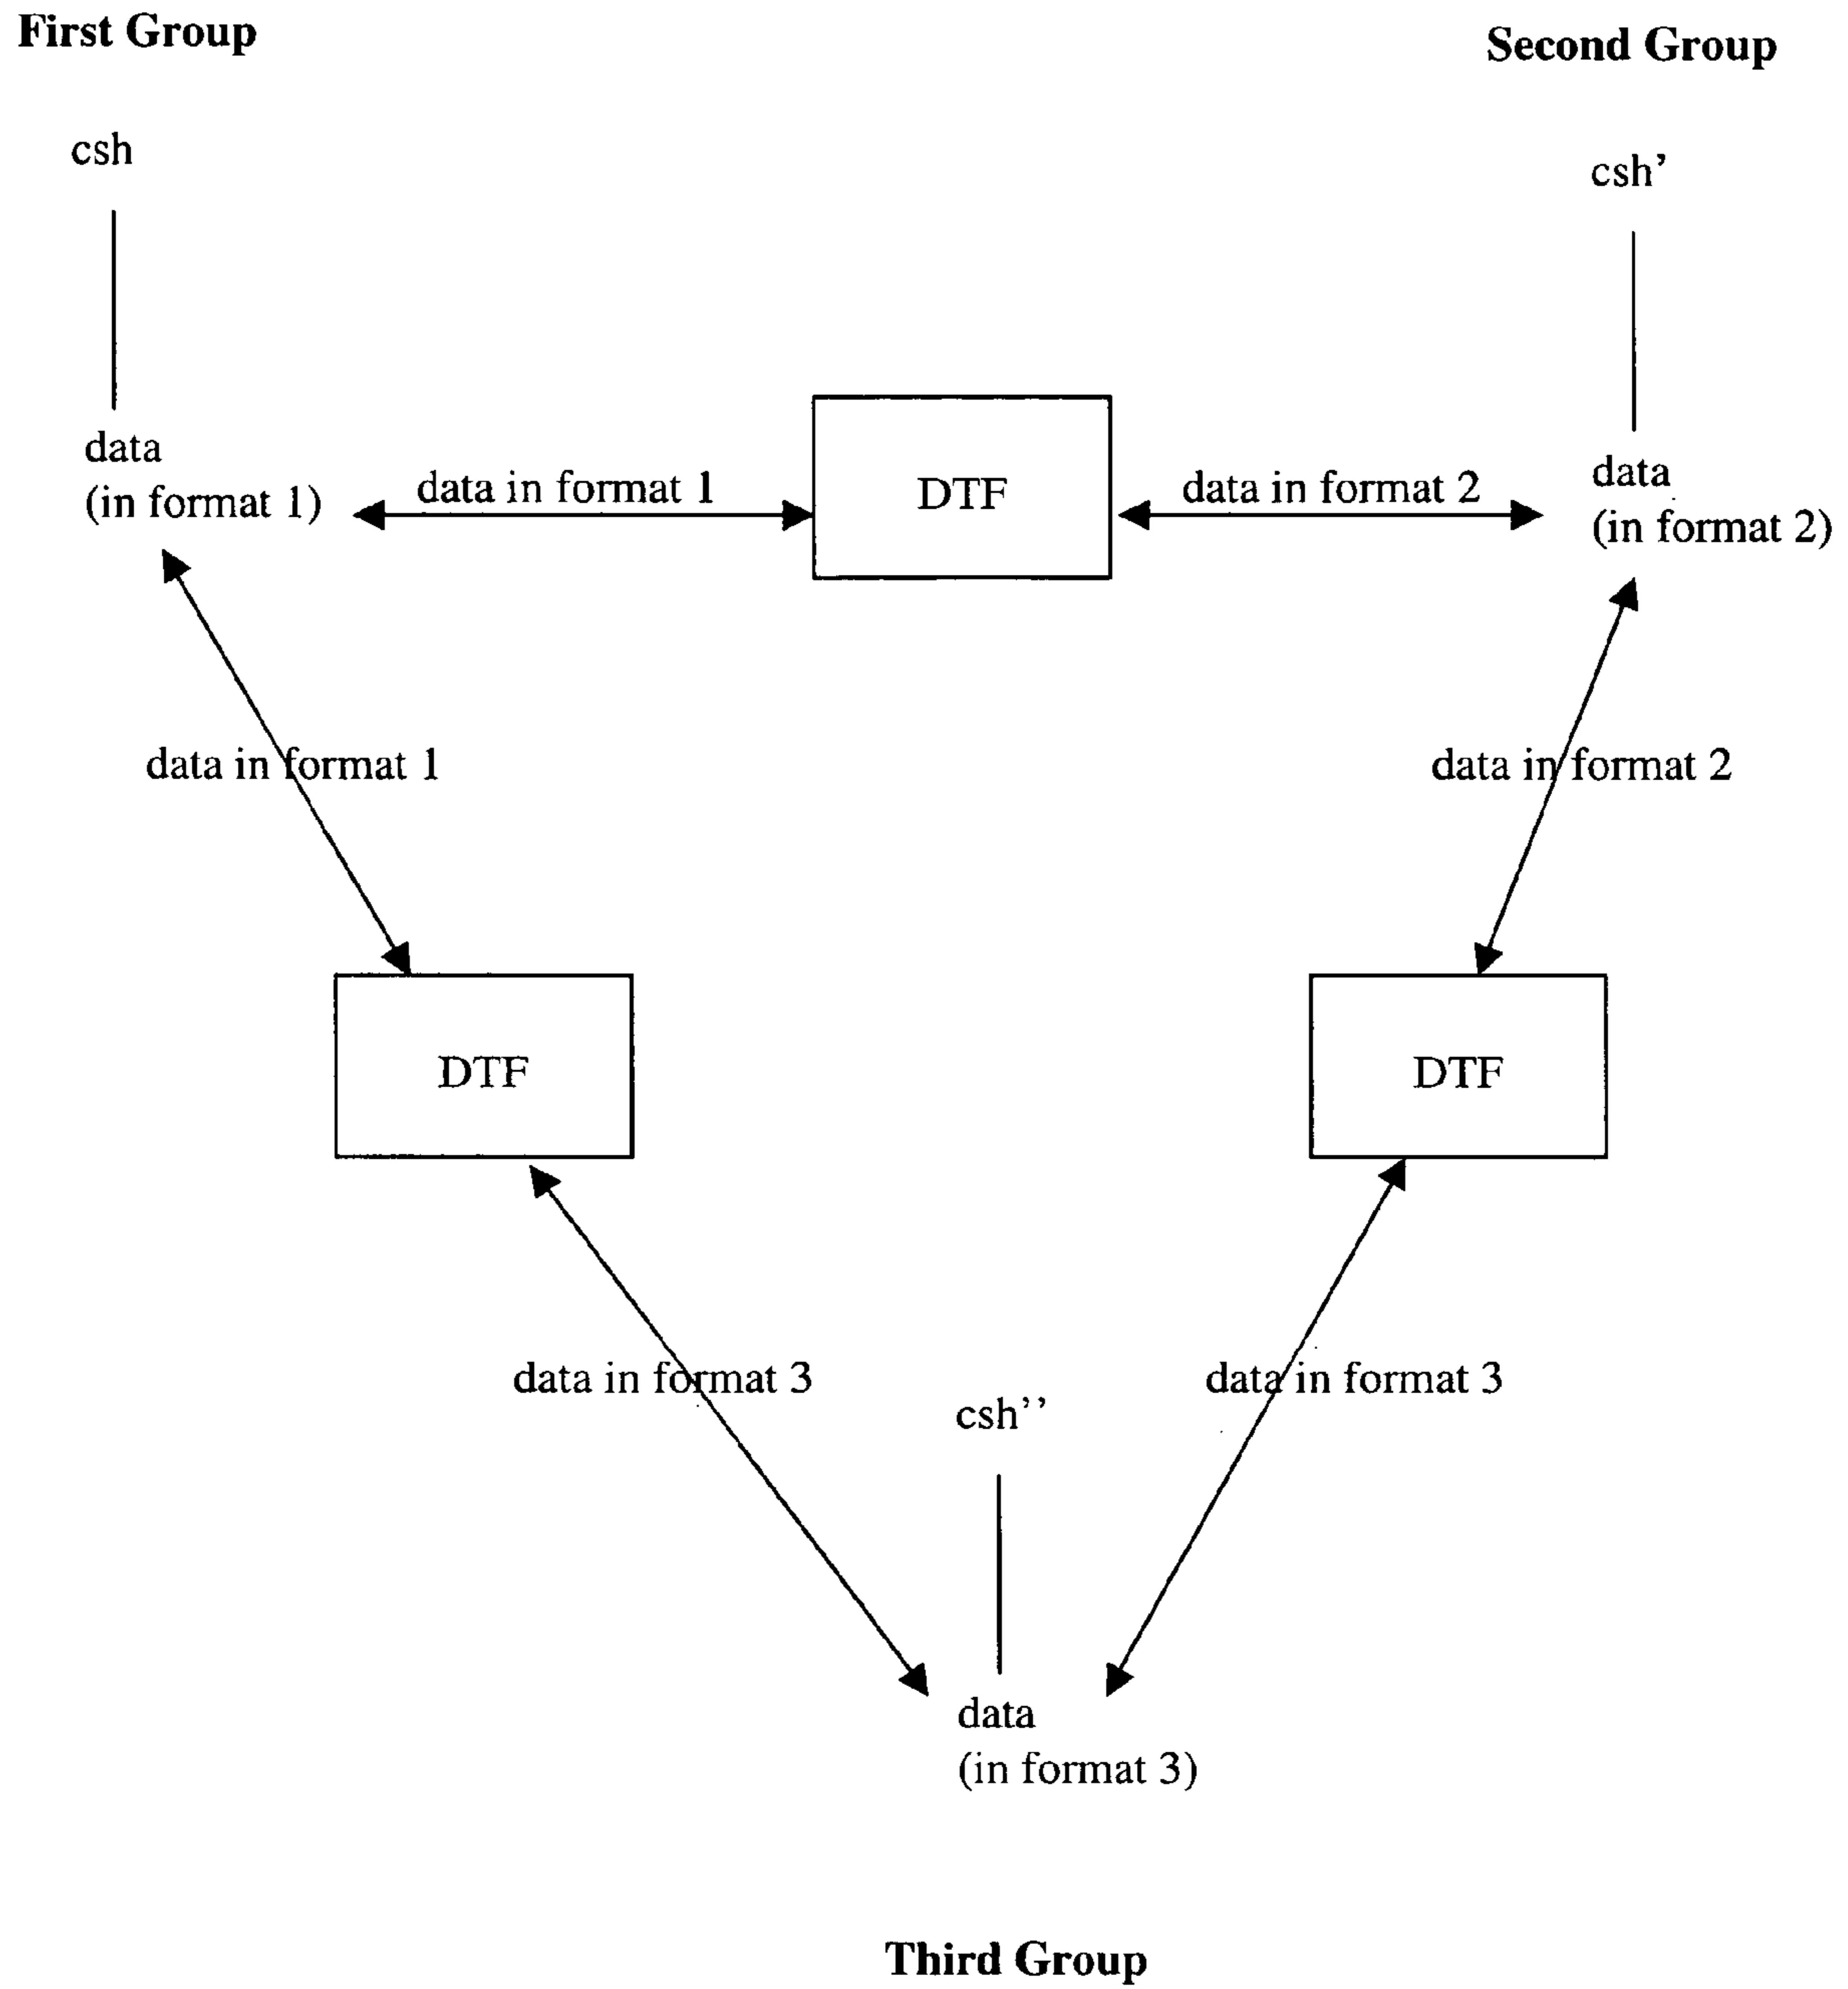 First Group
Second Group
csh
csh’
data
(in format 1)
data in format 1
DTF
data in format 2
data
(in format 2)
data in format 1
data in format 2
DTF
DTF
data in format 3
data in format 3
csh’’
data
(in format 3)
Third Group